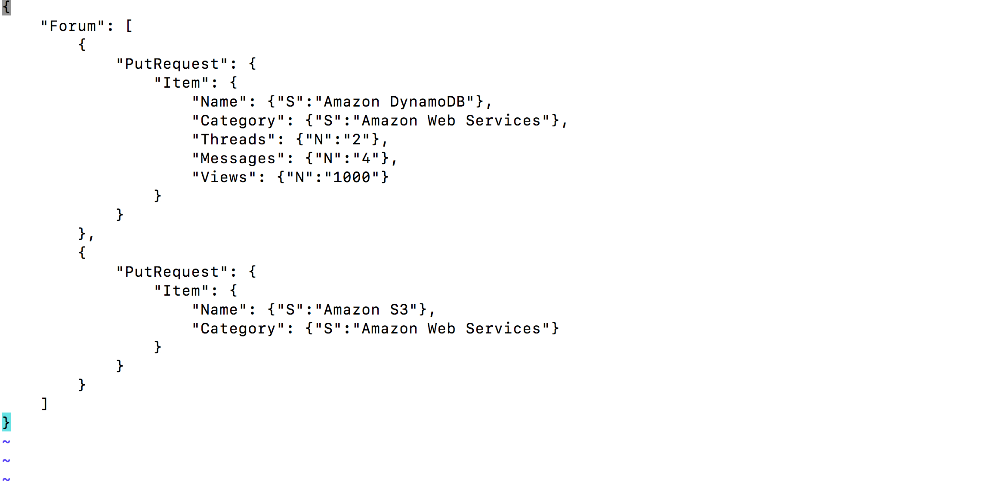 {
    "Forum": [
        {
            "PutRequest": {
                "Item": {
                    "Name": {"S":"Amazon DynamoDB"},
                    "Category": {"S":"Amazon Web Services"},
                    "Threads": {"N":"2"},
                    "Messages": {"N":"4"},
                    "Views": {"N":"1000"}
                }
            }
        },
        {
            "PutRequest": {
                "Item": {
                    "Name": {"S":"Amazon S3"},
                    "Category": {"S":"Amazon Web Services"}
                }
            }
        }
    ]
}
~
~
~